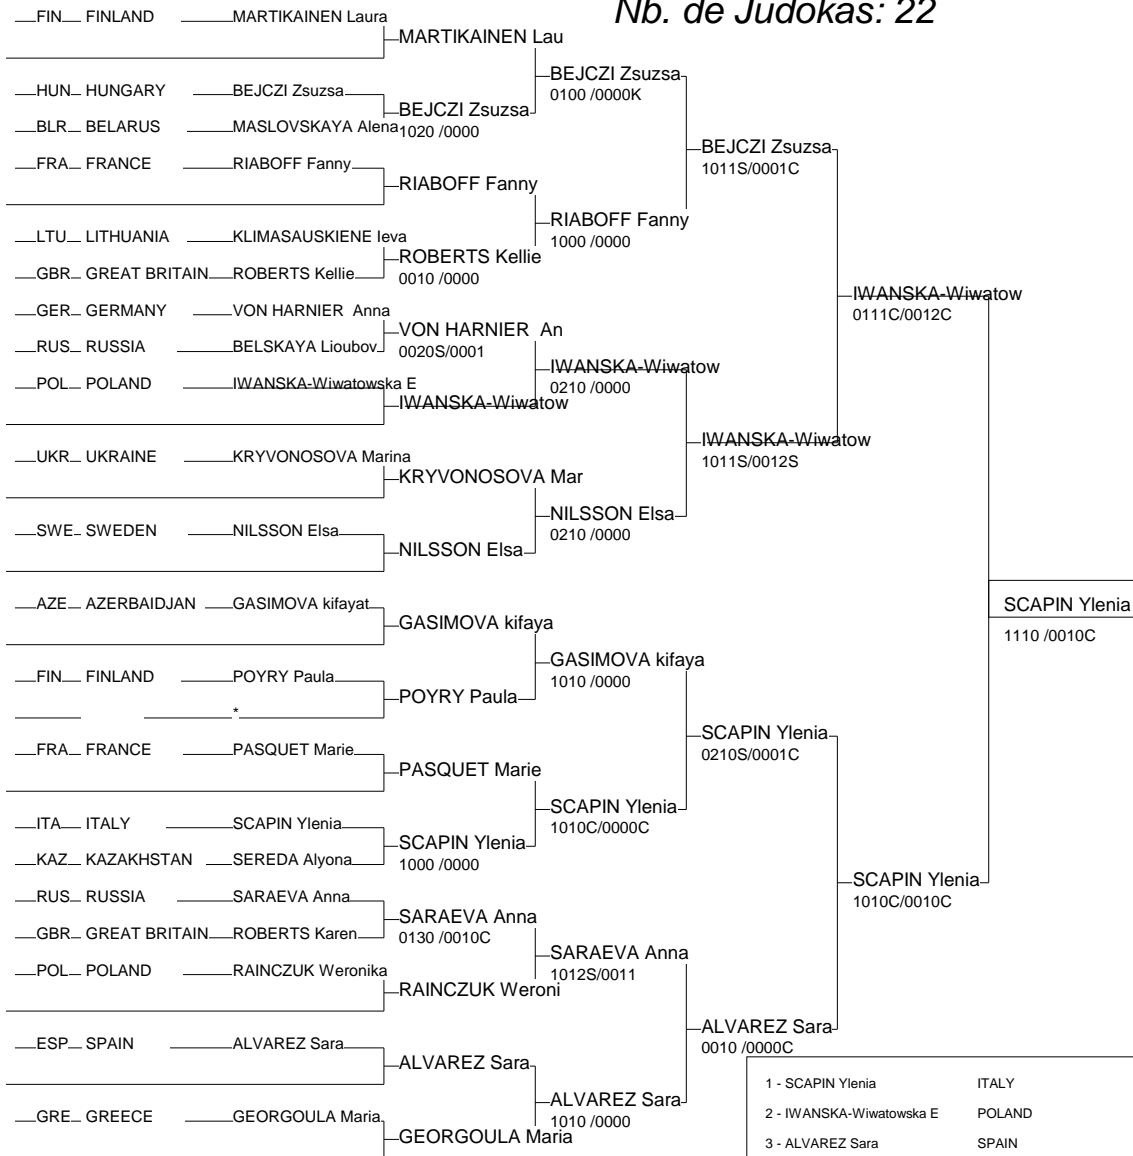 Nb. de Judokas: 22
FIN FINLAND MARTIKAINEN Laura
MARTIKAINEN Lau
BEJCZI Zsuzsa
HUN HUNGARY BEJCZI Zsuzsa
0100 /0000K
BEJCZI Zsuzsa
BLR BELARUS MASLOVSKAYA Alena
1020 /0000
BEJCZI Zsuzsa
FRA FRANCE RIABOFF Fanny
1011S/0001C
RIABOFF Fanny
RIABOFF Fanny
LTU LITHUANIA KLIMASAUSKIENE Ieva
1000 /0000
ROBERTS Kellie
GBR GREAT BRITAIN ROBERTS Kellie
0010 /0000
IWANSKA-Wiwatow
GER GERMANY VON HARNIER Anna
0111C/0012C
VON HARNIER An
RUS RUSSIA BELSKAYA Lioubov
0020S/0001
IWANSKA-Wiwatow
POL POLAND IWANSKA-Wiwatowska E
0210 /0000
IWANSKA-Wiwatow
IWANSKA-Wiwatow
UKR UKRAINE KRYVONOSOVA Marina
1011S/0012S
KRYVONOSOVA Mar
NILSSON Elsa
SWE SWEDEN NILSSON Elsa
0210 /0000
NILSSON Elsa
AZE AZERBAIDJAN GASIMOVA kifayat
SCAPIN Ylenia
GASIMOVA kifaya
1110 /0010C
GASIMOVA kifaya
FIN FINLAND POYRY Paula
1010 /0000
POYRY Paula
*
SCAPIN Ylenia
FRA FRANCE PASQUET Marie
0210S/0001C
PASQUET Marie
SCAPIN Ylenia
ITA ITALY SCAPIN Ylenia
1010C/0000C
SCAPIN Ylenia
KAZ KAZAKHSTAN SEREDA Alyona
1000 /0000
SCAPIN Ylenia
RUS RUSSIA SARAEVA Anna
1010C/0010C
SARAEVA Anna
GBR GREAT BRITAIN ROBERTS Karen
0130 /0010C
SARAEVA Anna
POL POLAND RAINCZUK Weronika
1012S/0011
RAINCZUK Weroni
ALVAREZ Sara
ESP SPAIN ALVAREZ Sara
0010 /0000C
ALVAREZ Sara
1 - SCAPIN Ylenia ITALY
ALVAREZ Sara
GRE GREECE GEORGOULA Maria
1010 /0000
2 - IWANSKA-Wiwatowska E POLAND
GEORGOULA Maria
3 - ALVAREZ Sara SPAIN